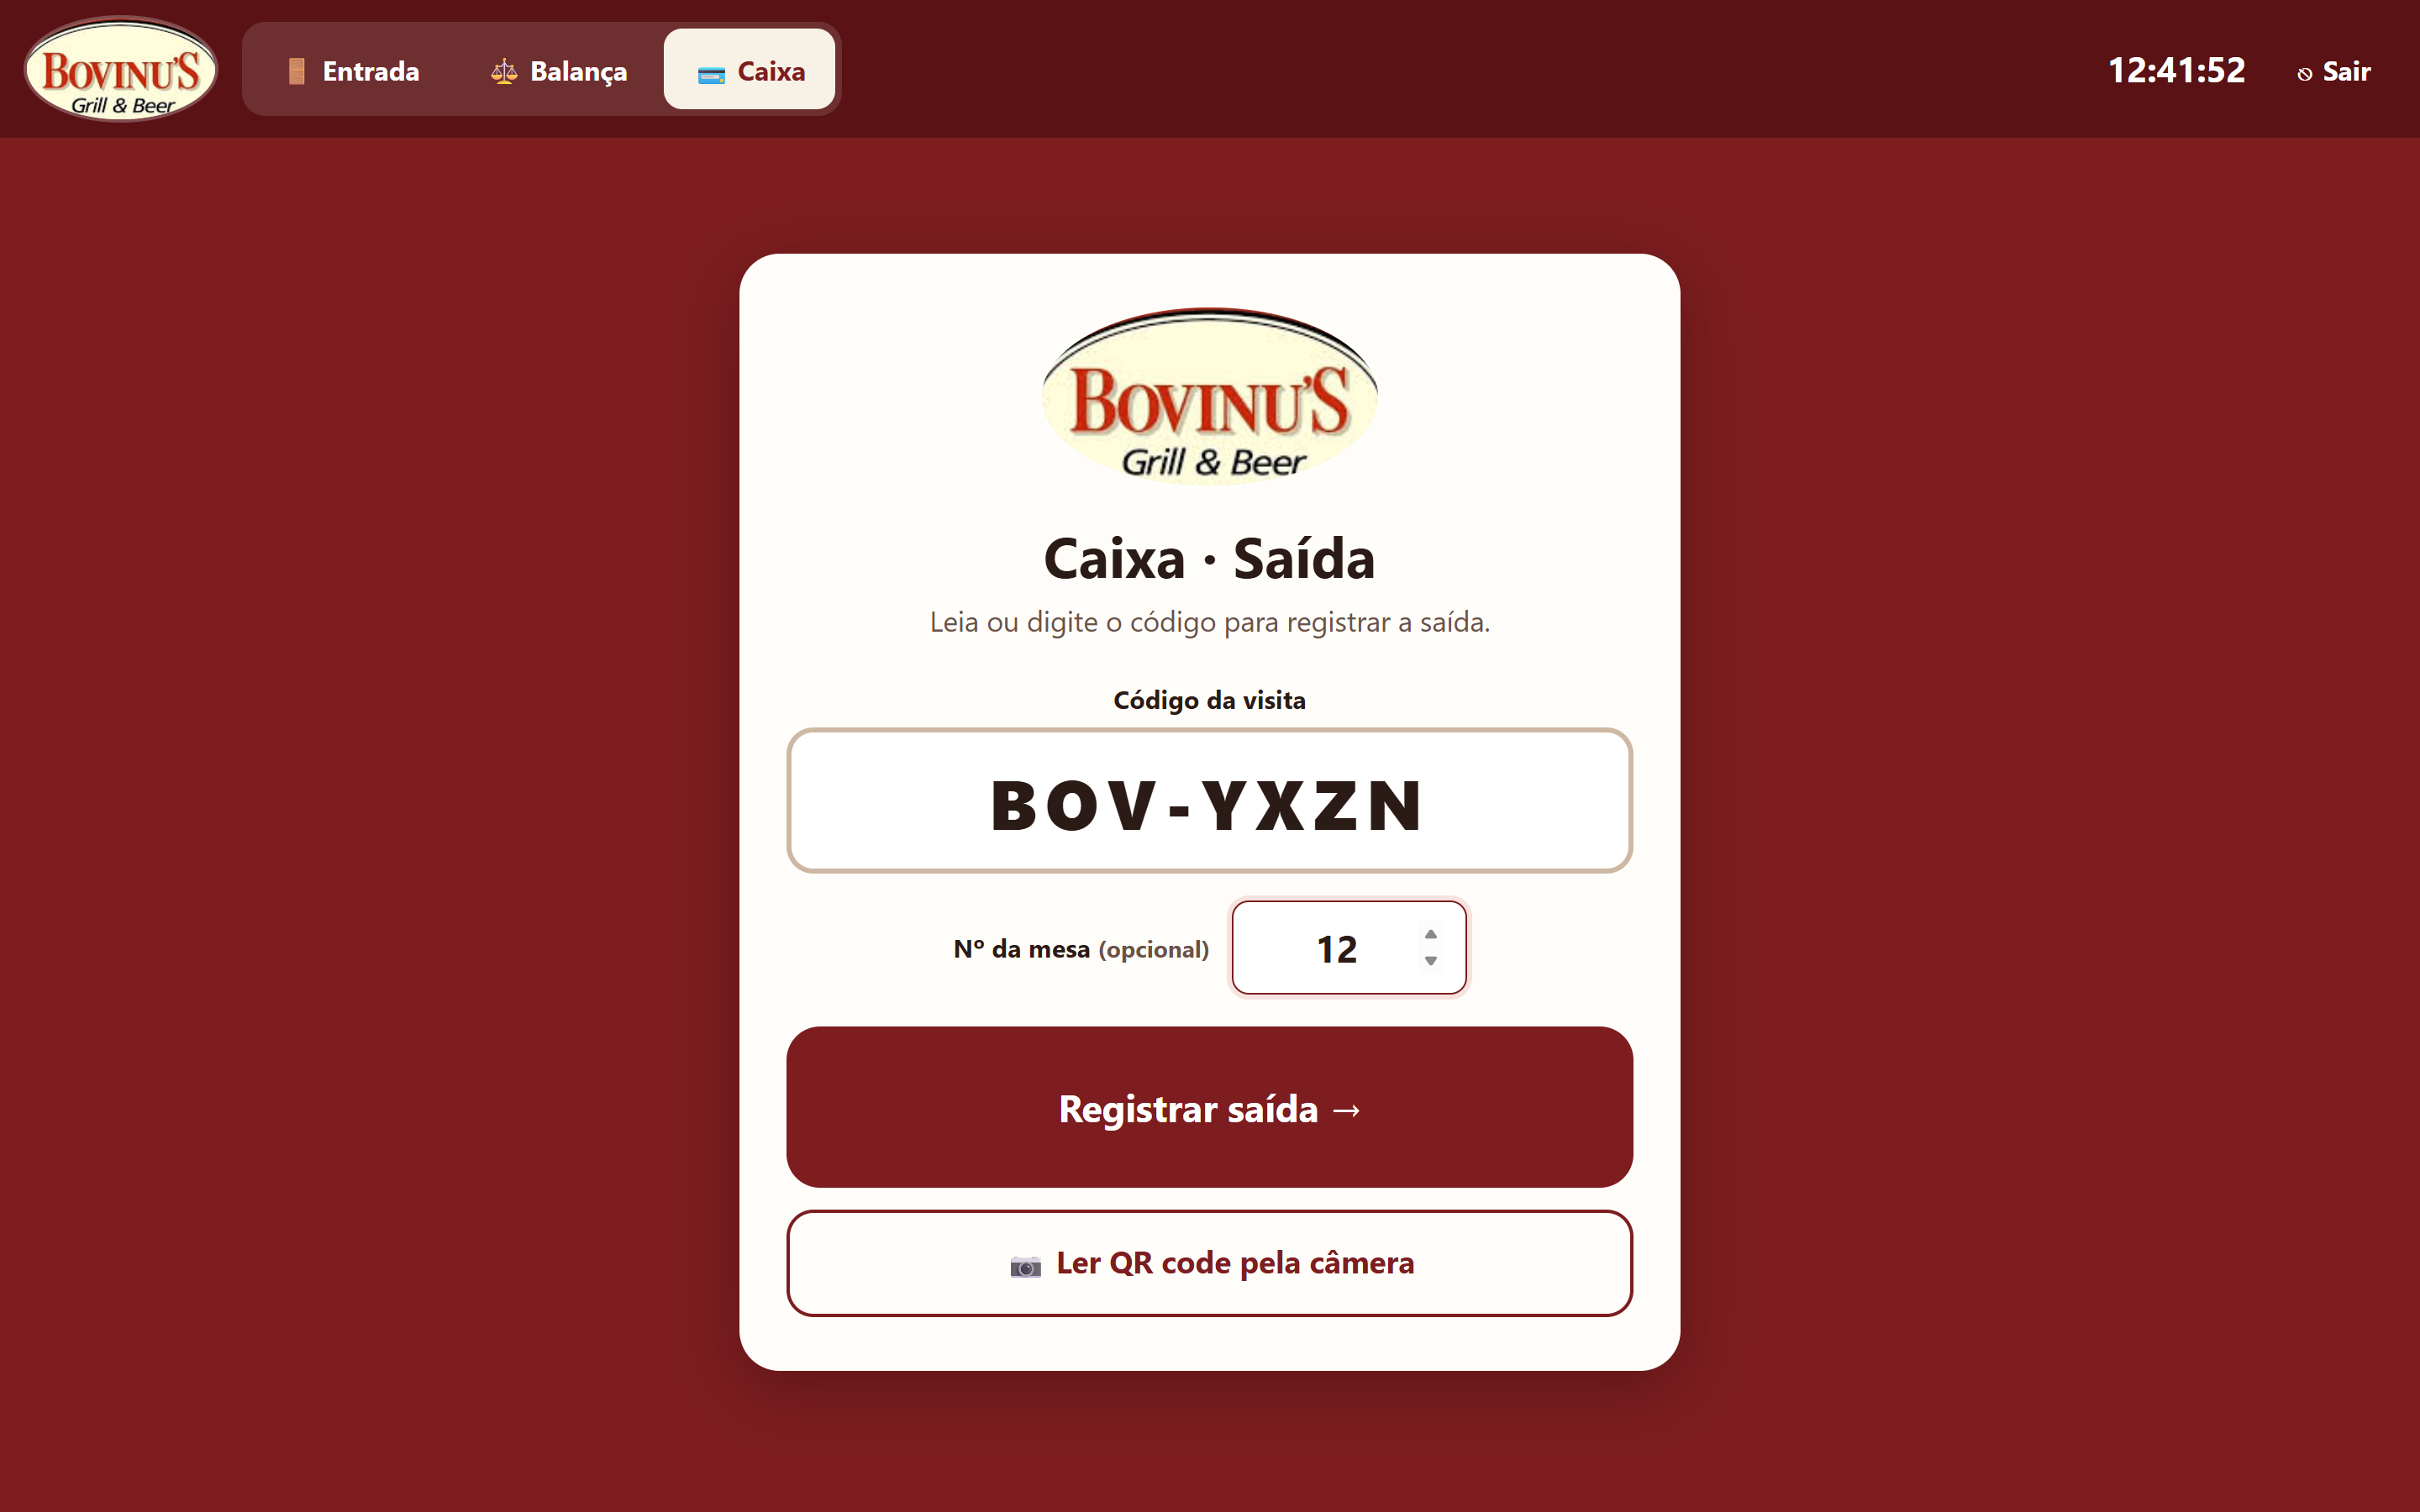 BOVINU'S
Grill & Beer
Entrada
Balança
Caixa
12:41:52
Sair
BOVINU'S
Grill & Beer
Caixa · Saída
Leia ou digite o código para registrar a saída.
Código da visita
BOV-YXZN
Nº da mesa (opcional)
12
Registrar saída →
Ler QR code pela câmera